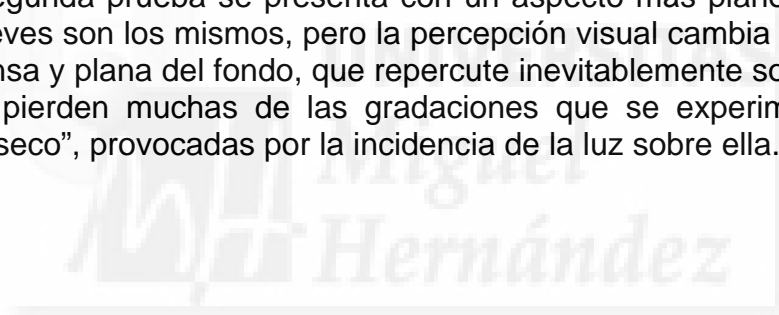 egunda prueba se presenta con un aspecto más plano
eves son los mismos, pero la percepción visual cambia
nsa y plana del fondo, que repercute inevitablemente so
pierden muchas de las gradaciones que se experim
seco”, provocadas por la incidencia de la luz sobre ella.
UNIVERSITAS
Miguel
Hernández